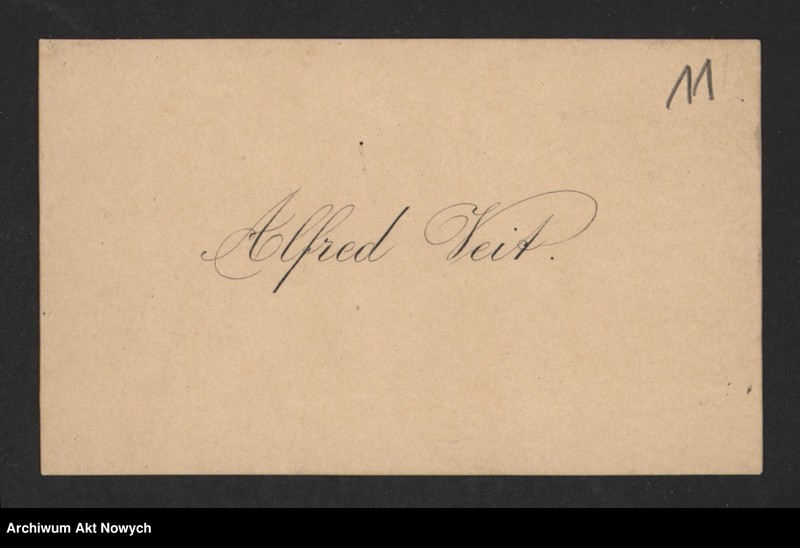 11
Alfred Veit.
Archiwum Akt Nowych